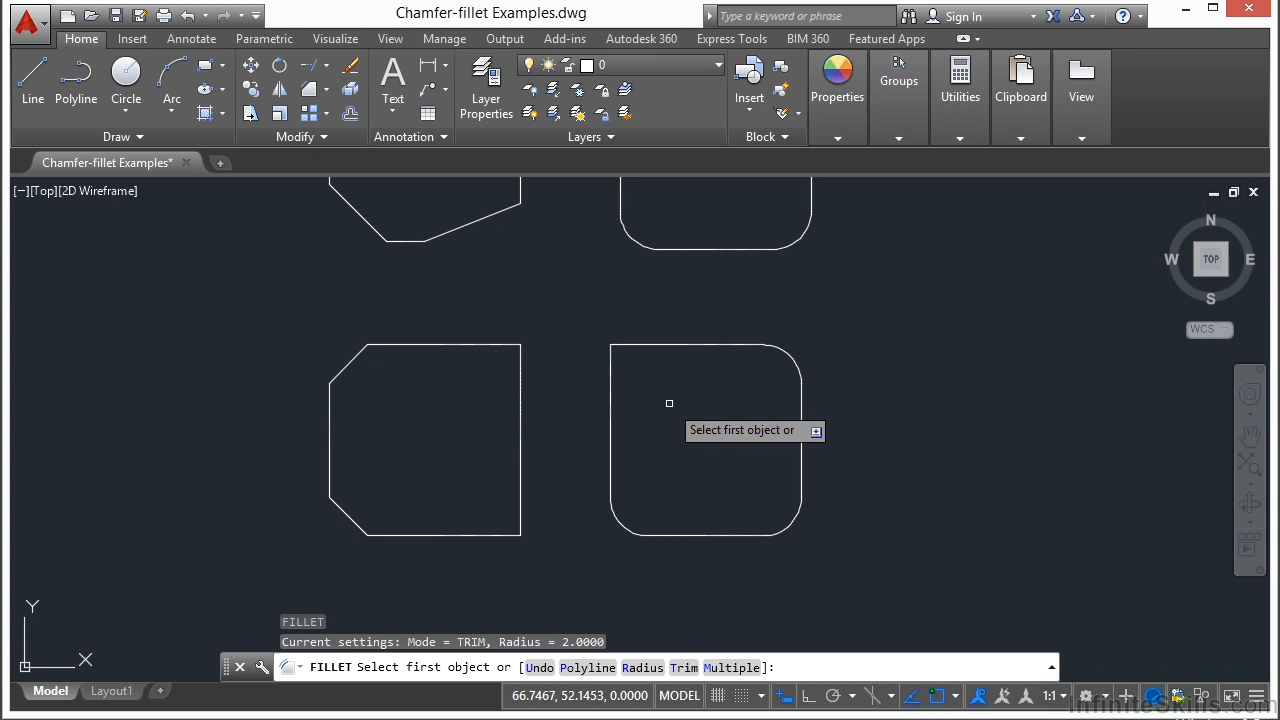 Chamfer-fillet Examples.dwg
Type a keyword or phrase
Sign In
Home Insert Annotate Parametric Visualize View Manage Output Add-ins Autodesk 360 Express Tools BIM 360 Featured Apps
Line Polyline Circle Arc
Text
Layer Properties
0
Insert
Properties
Groups
Utilities
Clipboard
View
Draw Modify Annotation Layers Block
Chamfer-fillet Examples*
[−][Top][2D Wireframe]
N
W TOP E
S
WCS
Select first object or
Y
X
FILLET
Current settings: Mode = TRIM, Radius = 2.0000
FILLET Select first object or [Undo Polyline Radius Trim Multiple]:
Model Layout1
66.7467, 52.1453, 0.0000 MODEL 1:1
InfiniteSkills.com